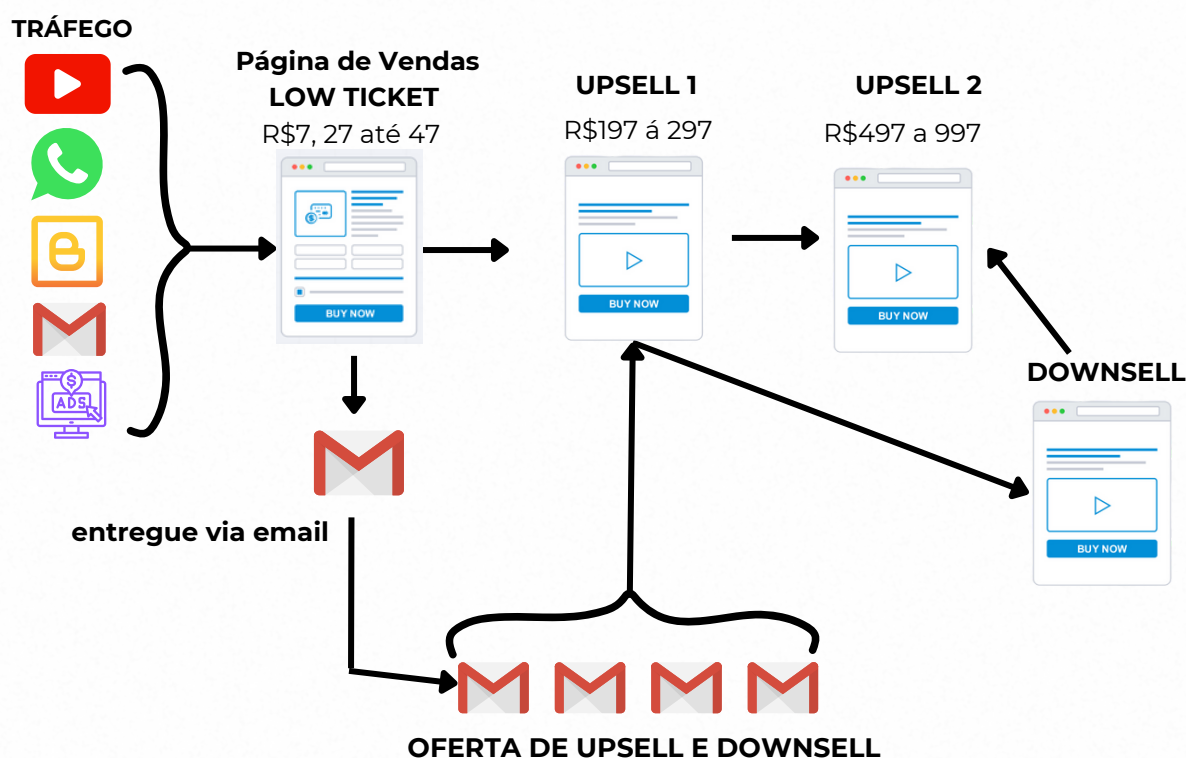 TRÁFEGO
Página de Vendas
LOW TICKET
R$7, 27 até 47
UPSELL 1
R$197 á 297
UPSELL 2
R$497 a 997
BUY NOW
BUY NOW
BUY NOW
ADS
DOWNSELL
BUY NOW
entregue via email
OFERTA DE UPSELL E DOWNSELL